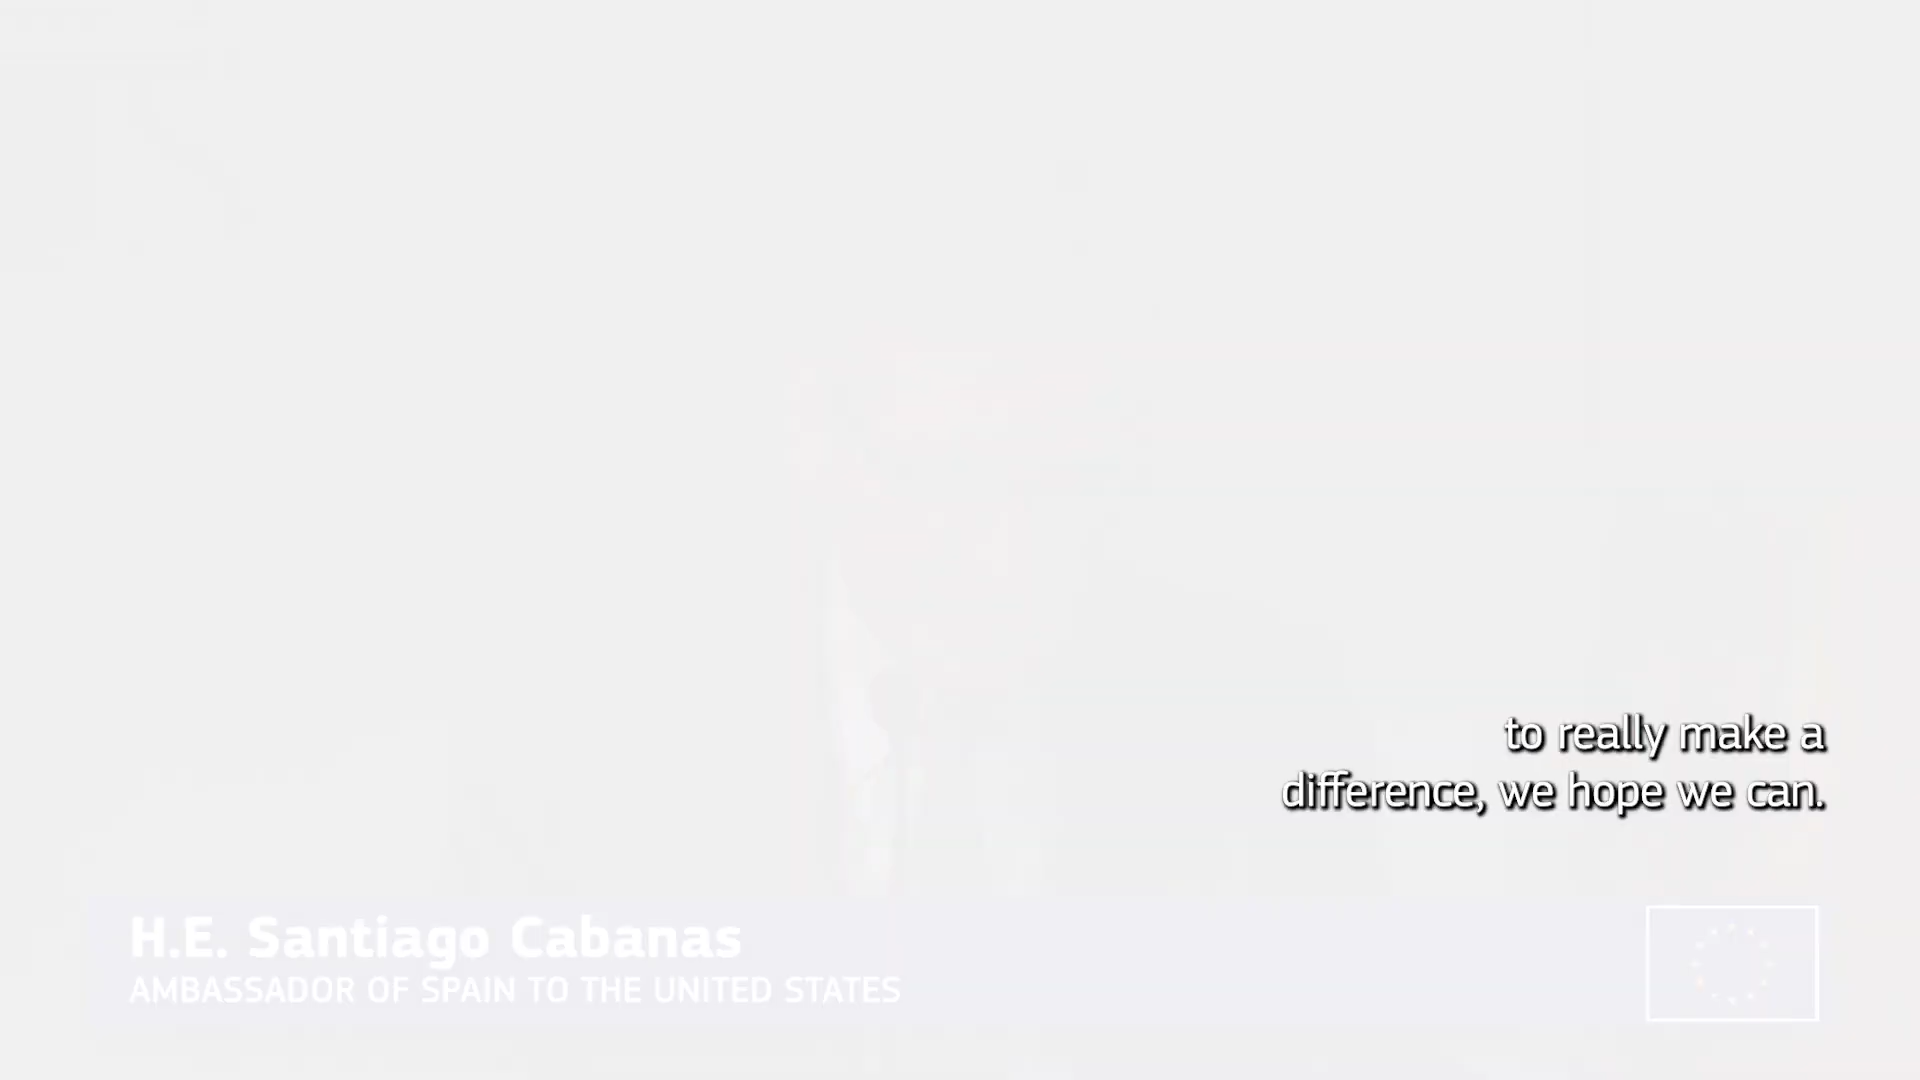 to really make a
difference, we hope we can.
H.E. Santiago Cabanas
AMBASSADOR OF SPAIN TO THE UNITED STATES